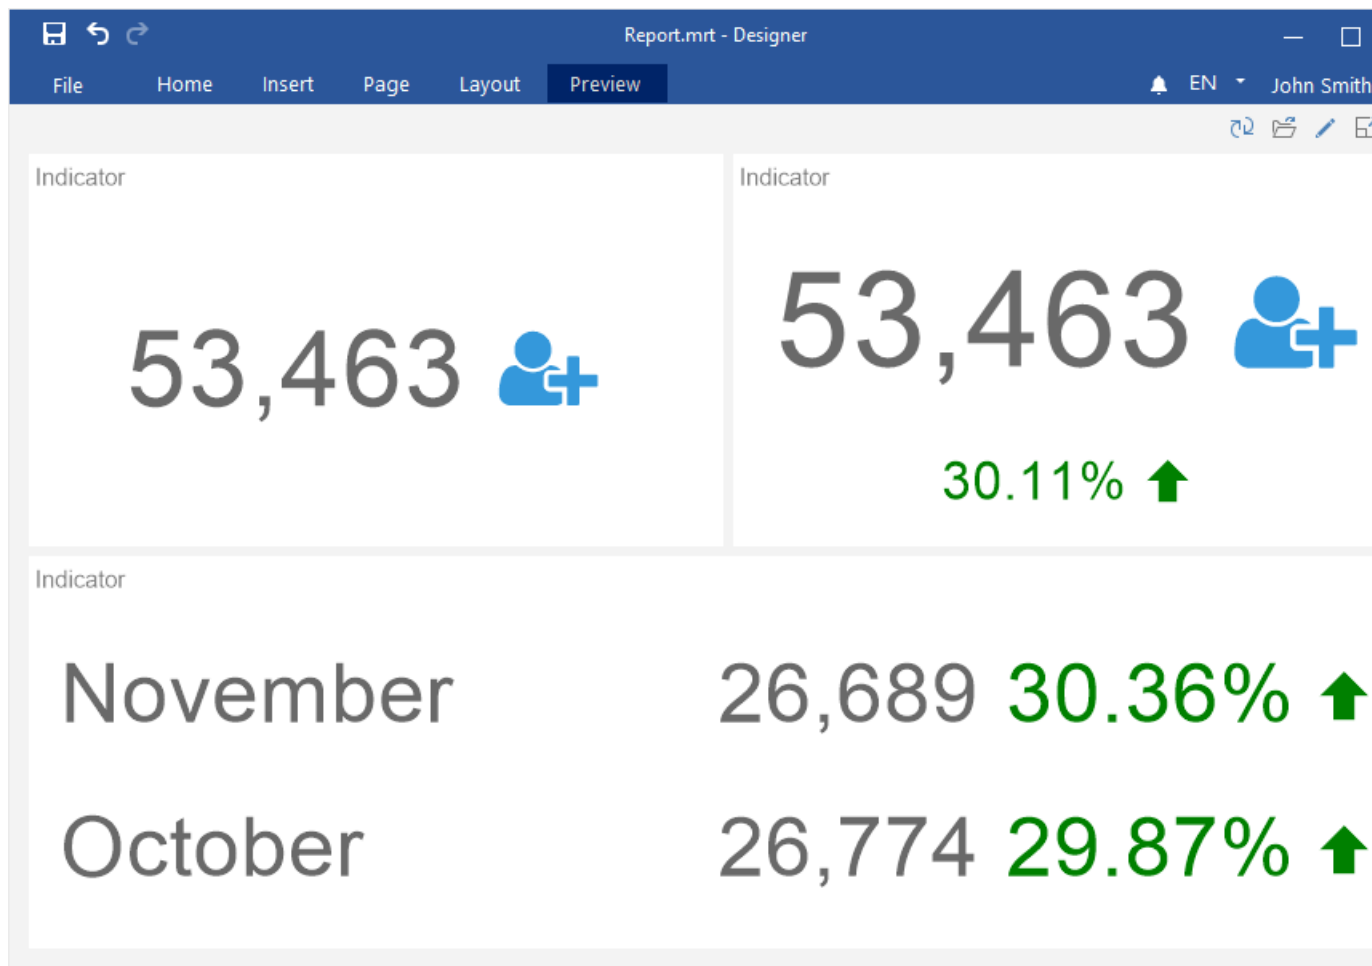 Report.mrt - Designer
File Home Insert Page Layout Preview EN John Smith
Indicator
53,463
Indicator
53,463
30.11%
Indicator
November 26,689 30.36%
October 26,774 29.87%